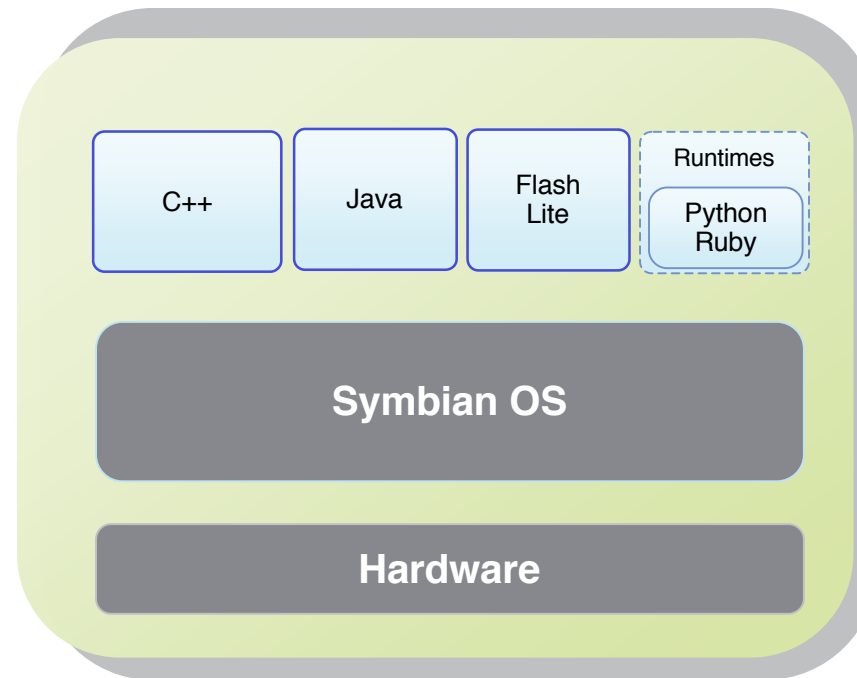 C++
Java
Flash
Lite
Runtimes
Python
Ruby
Symbian OS
Hardware